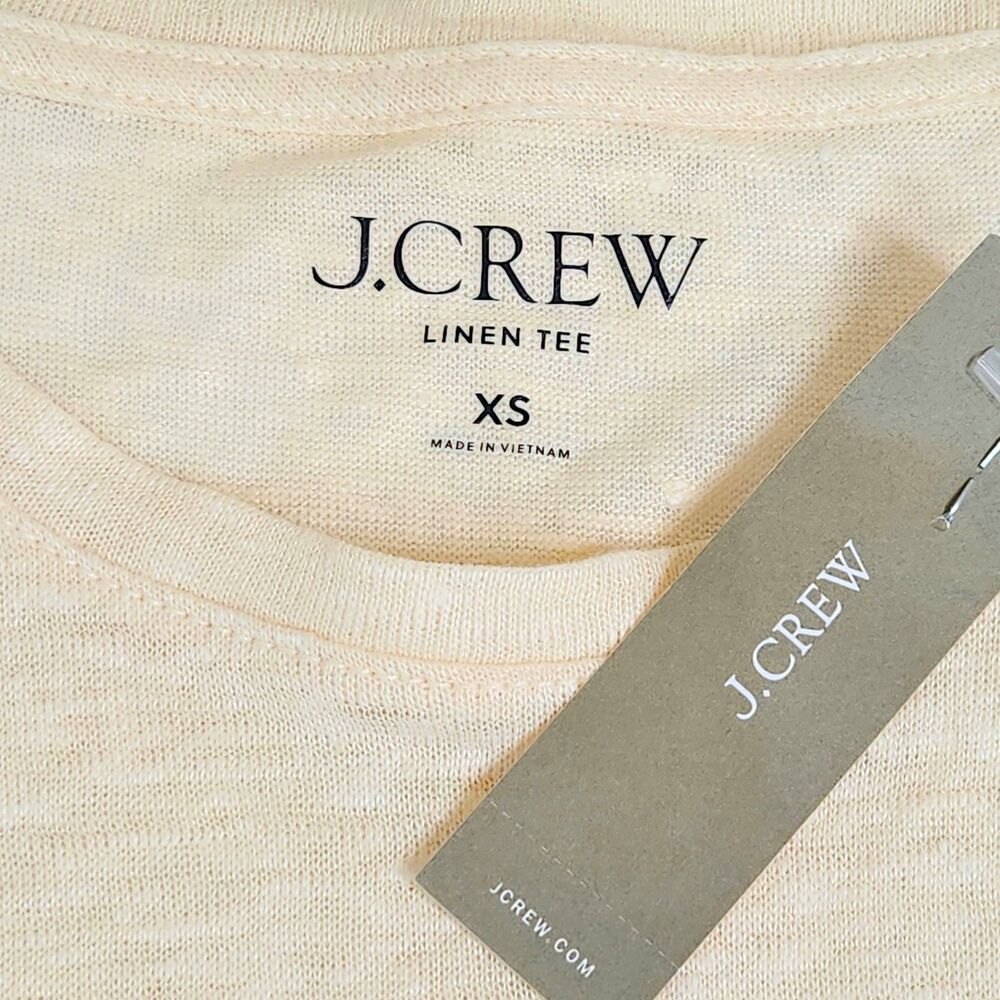 J.CREW
LINEN TEE
XS
MADE IN VIETNAM
J.CREW
JCREW.COM